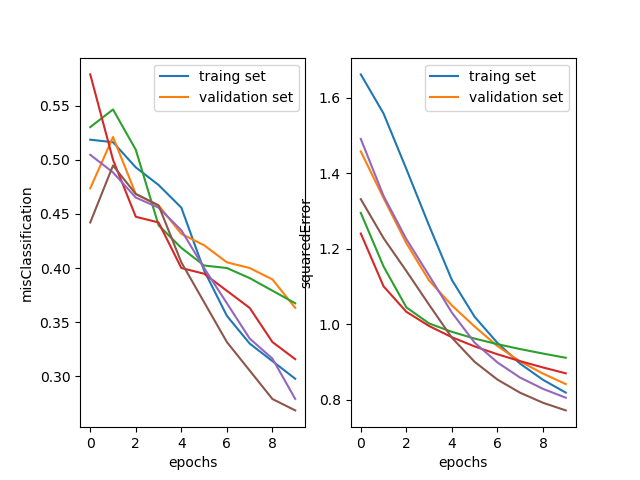 traing set
validation set
0.55
0.50
0.45
0.40
0.35
0.30
misClassification
0 2 4 6 8
epochs
traing set
validation set
1.6
1.4
1.2
1.0
0.8
squaredError
0 2 4 6 8
epochs